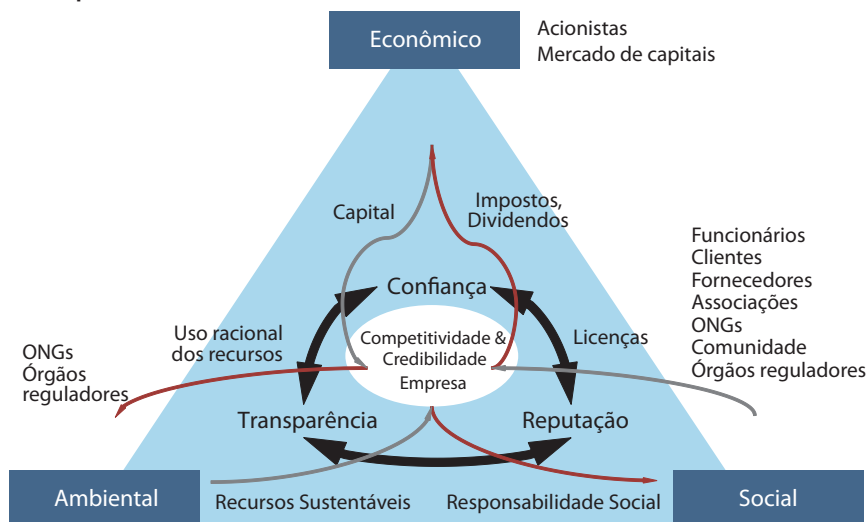 Econômico
Acionistas
Mercado de capitais
Capital
Impostos,
Dividendos
Funcionários
Clientes
Fornecedores
Associações
ONGs
Comunidade
Órgãos reguladores
Confiança
Uso racional
dos recursos
Competitividade &
Credibilidade
Empresa
Licenças
ONGs
Órgãos
reguladores
Transparência
Reputação
Ambiental
Recursos Sustentáveis
Responsabilidade Social
Social